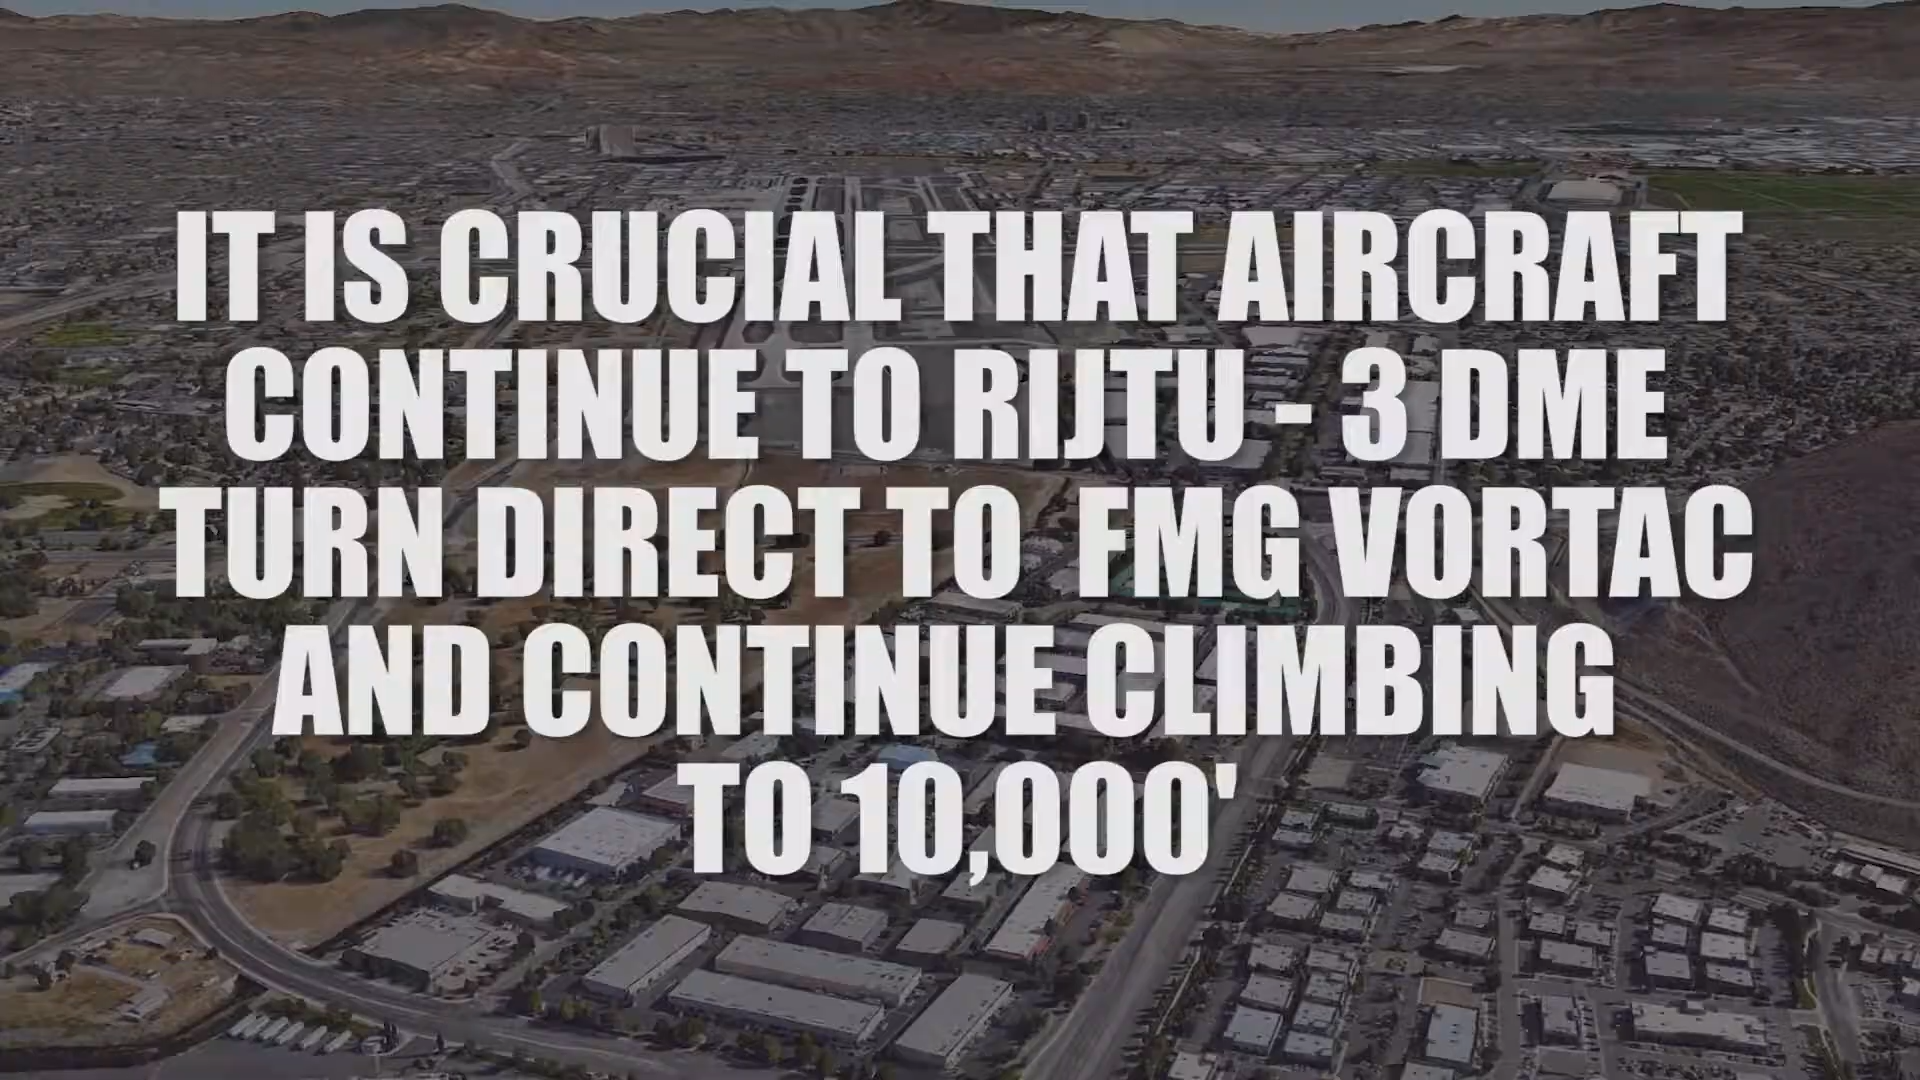 IT IS CRUCIAL THAT AIRCRAFT
CONTINUE TO RIJTU - 3 DME
TURN DIRECT TO FMG VORTAC
AND CONTINUE CLIMBING
TO 10,000'